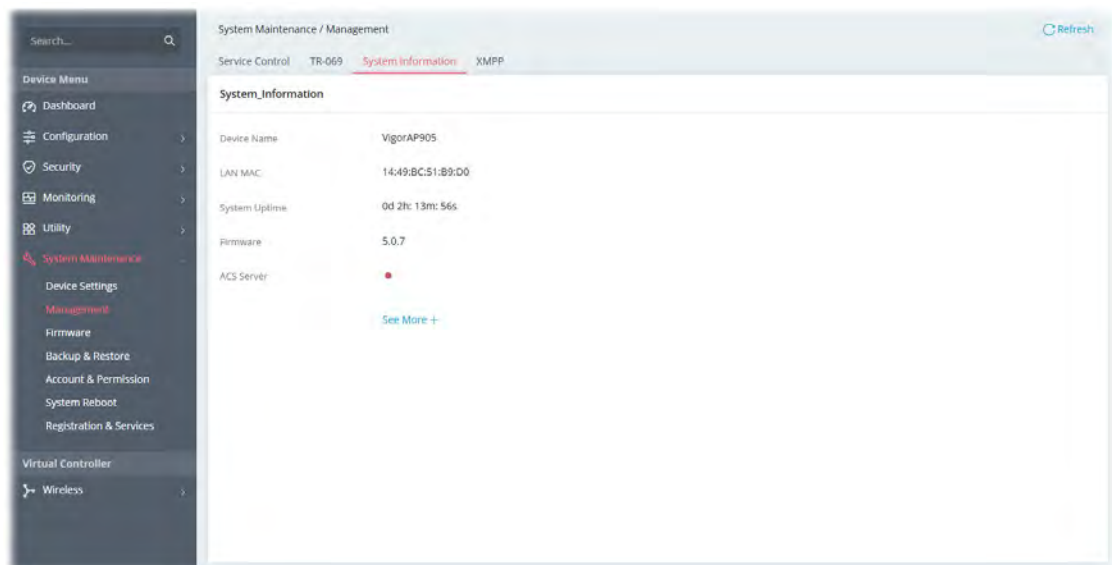 Search...
Device Menu
Dashboard
Configuration
Security
Monitoring
Utility
System Maintenance
Device Settings
Management
Firmware
Backup & Restore
Account & Permission
System Reboot
Registration & Services
Virtual Controller
Wireless
System Maintenance / Management
Refresh
Service Control TR-069 System Information XMPP
System_Information
Device Name VigorAP905
LAN MAC 14:49:BC:51:B9:D0
System Uptime 0d 2h: 13m: 56s
Firmware 5.0.7
ACS Server
See More +